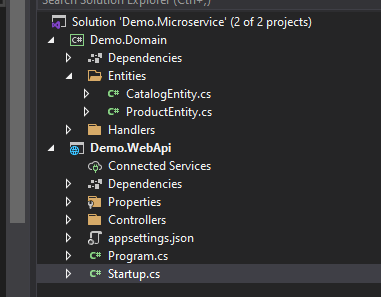 Search Solution Explorer (Ctrl+;)
Solution 'Demo.Microservice' (2 of 2 projects)
Demo.Domain
Dependencies
Entities
CatalogEntity.cs
ProductEntity.cs
Handlers
Demo.WebApi
Connected Services
Dependencies
Properties
Controllers
appsettings.json
Program.cs
Startup.cs